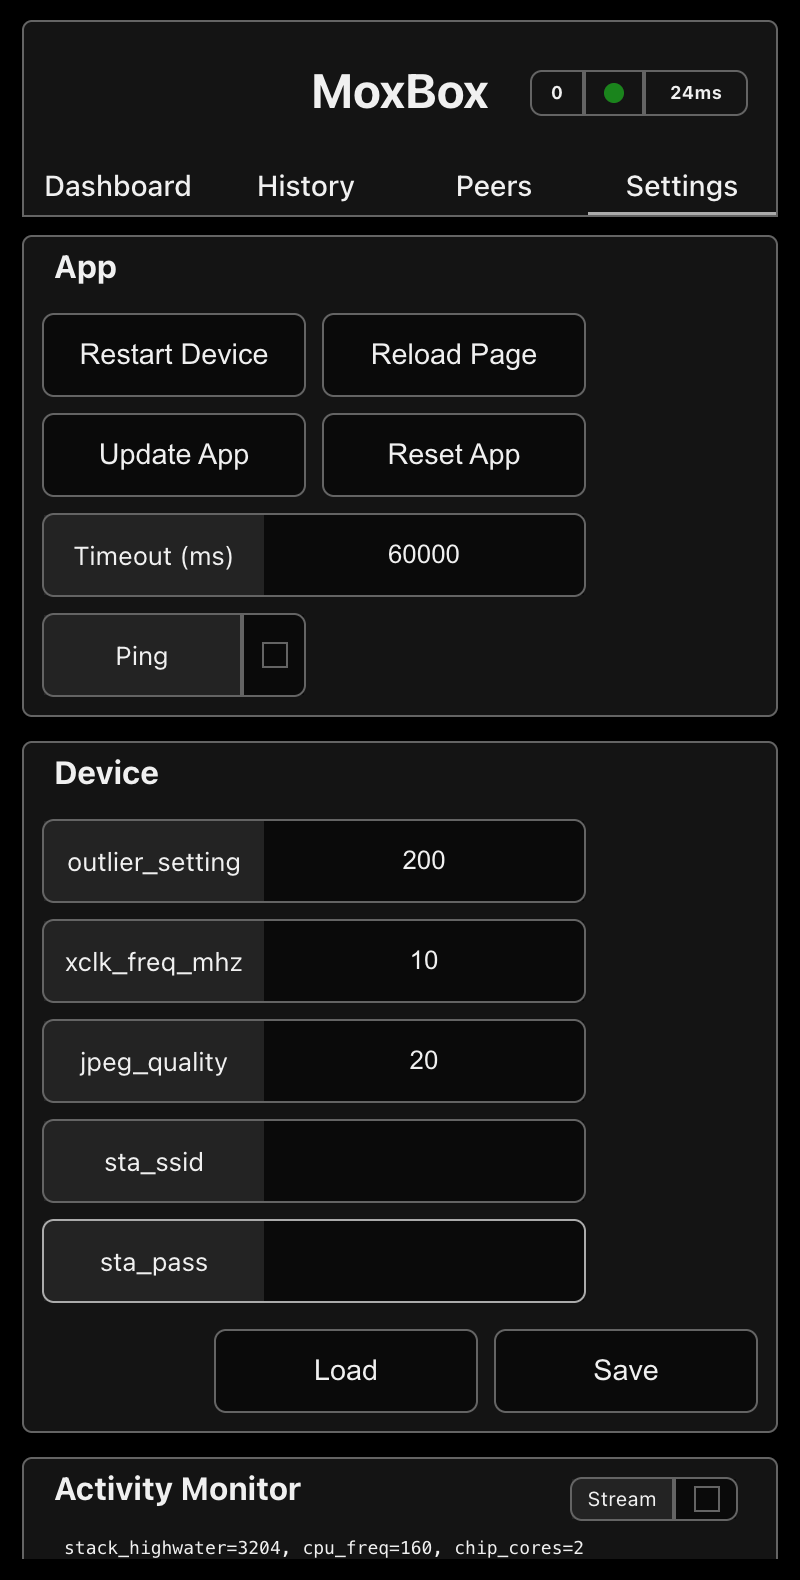 MoxBox
0
24ms
Dashboard History Peers Settings
App
Restart Device Reload Page
Update App Reset App
Timeout (ms) 60000
Ping
Device
outlier_setting 200
xclk_freq_mhz 10
jpeg_quality 20
sta_ssid
sta_pass
Load Save
Activity Monitor Stream
stack_highwater=3204, cpu_freq=160, chip_cores=2